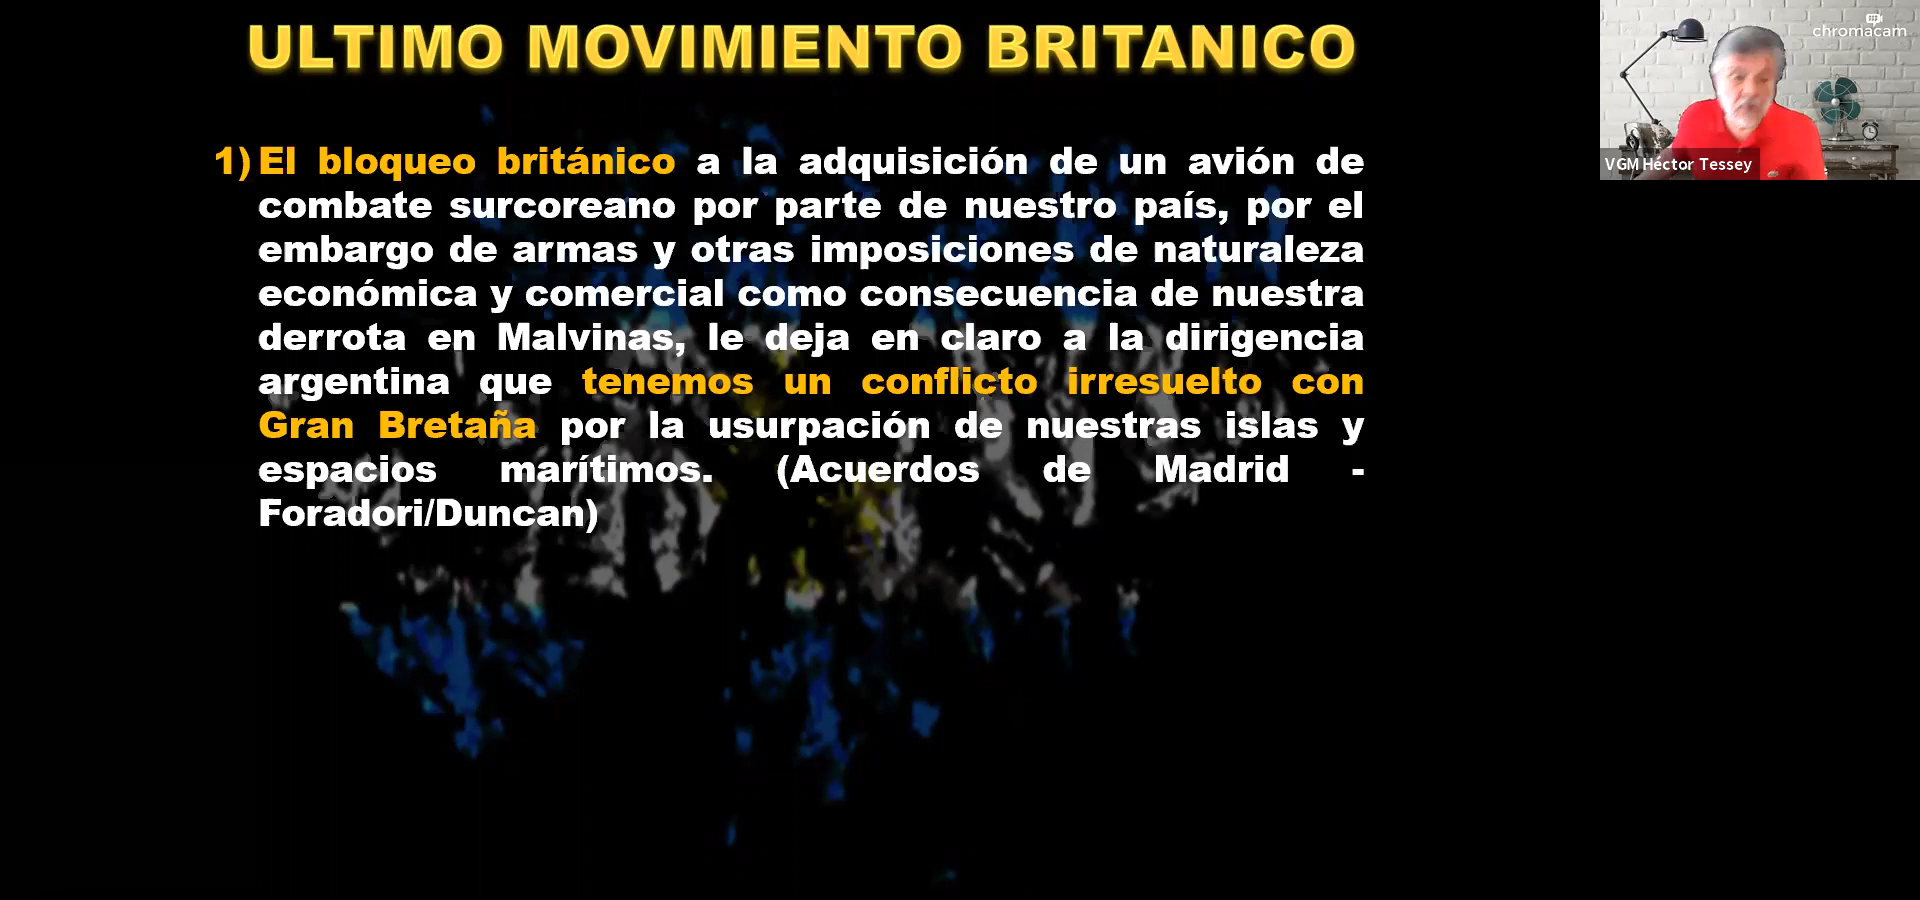 ULTIMO MOVIMIENTO BRITANICO
1) El bloqueo británico a la adquisición de un avión de
combate surcoreano por parte de nuestro país, por el
embargo de armas y otras imposiciones de naturaleza
económica y comercial como consecuencia de nuestra
derrota en Malvinas, le deja en claro a la dirigencia
argentina que tenemos un conflicto irresuelto con
Gran Bretaña por la usurpación de nuestras islas y
espacios marítimos. (Acuerdos de Madrid -
Foradori/Duncan)
chromacam
VGM Héctor Tessey